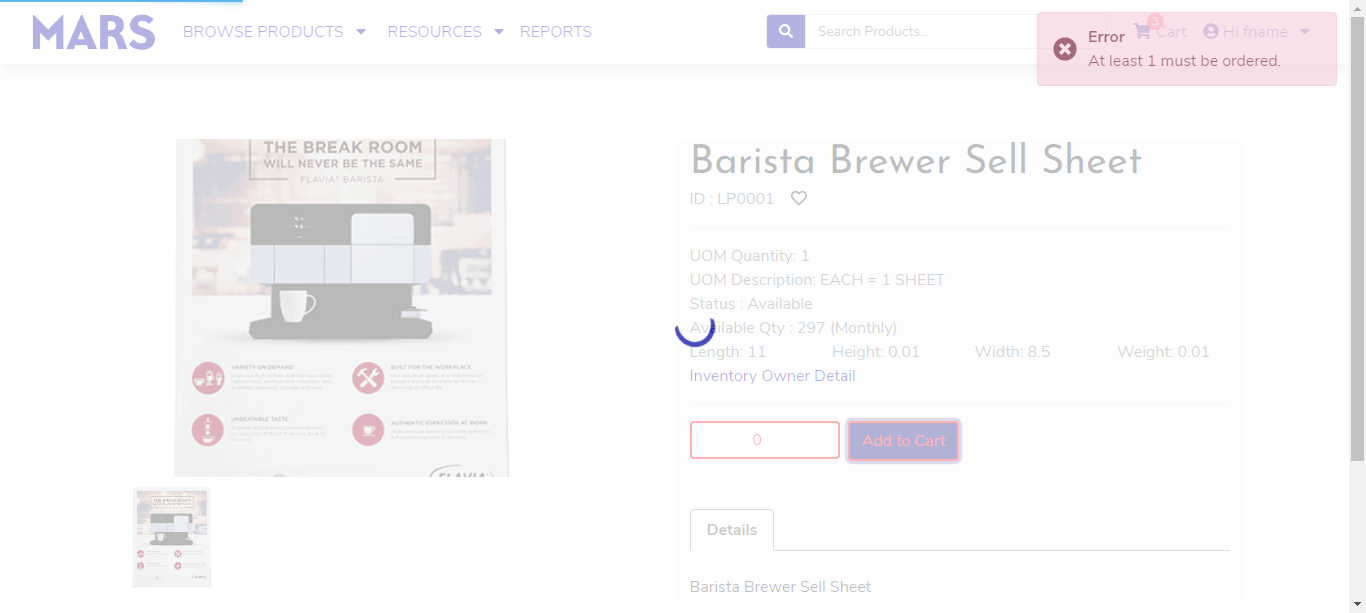 MARS
BROWSE PRODUCTS
RESOURCES
REPORTS
Search Products...
3
Cart
Hi fname
Error
At least 1 must be ordered.
THE BREAK ROOM
WILL NEVER BE THE SAME
FLAVIA® BARISTA
VARIETY ON DEMAND
BUILT FOR THE WORKPLACE
UNBEATABLE TASTE
AUTHENTIC ESPRESSOS AT WORK
FLAVIA®
Barista Brewer Sell Sheet
ID : LP0001
UOM Quantity: 1
UOM Description: EACH = 1 SHEET
Status : Available
Available Qty : 297 (Monthly)
Length: 11 Height: 0.01 Width: 8.5 Weight: 0.01
Inventory Owner Detail
0
Add to Cart
Details
Barista Brewer Sell Sheet